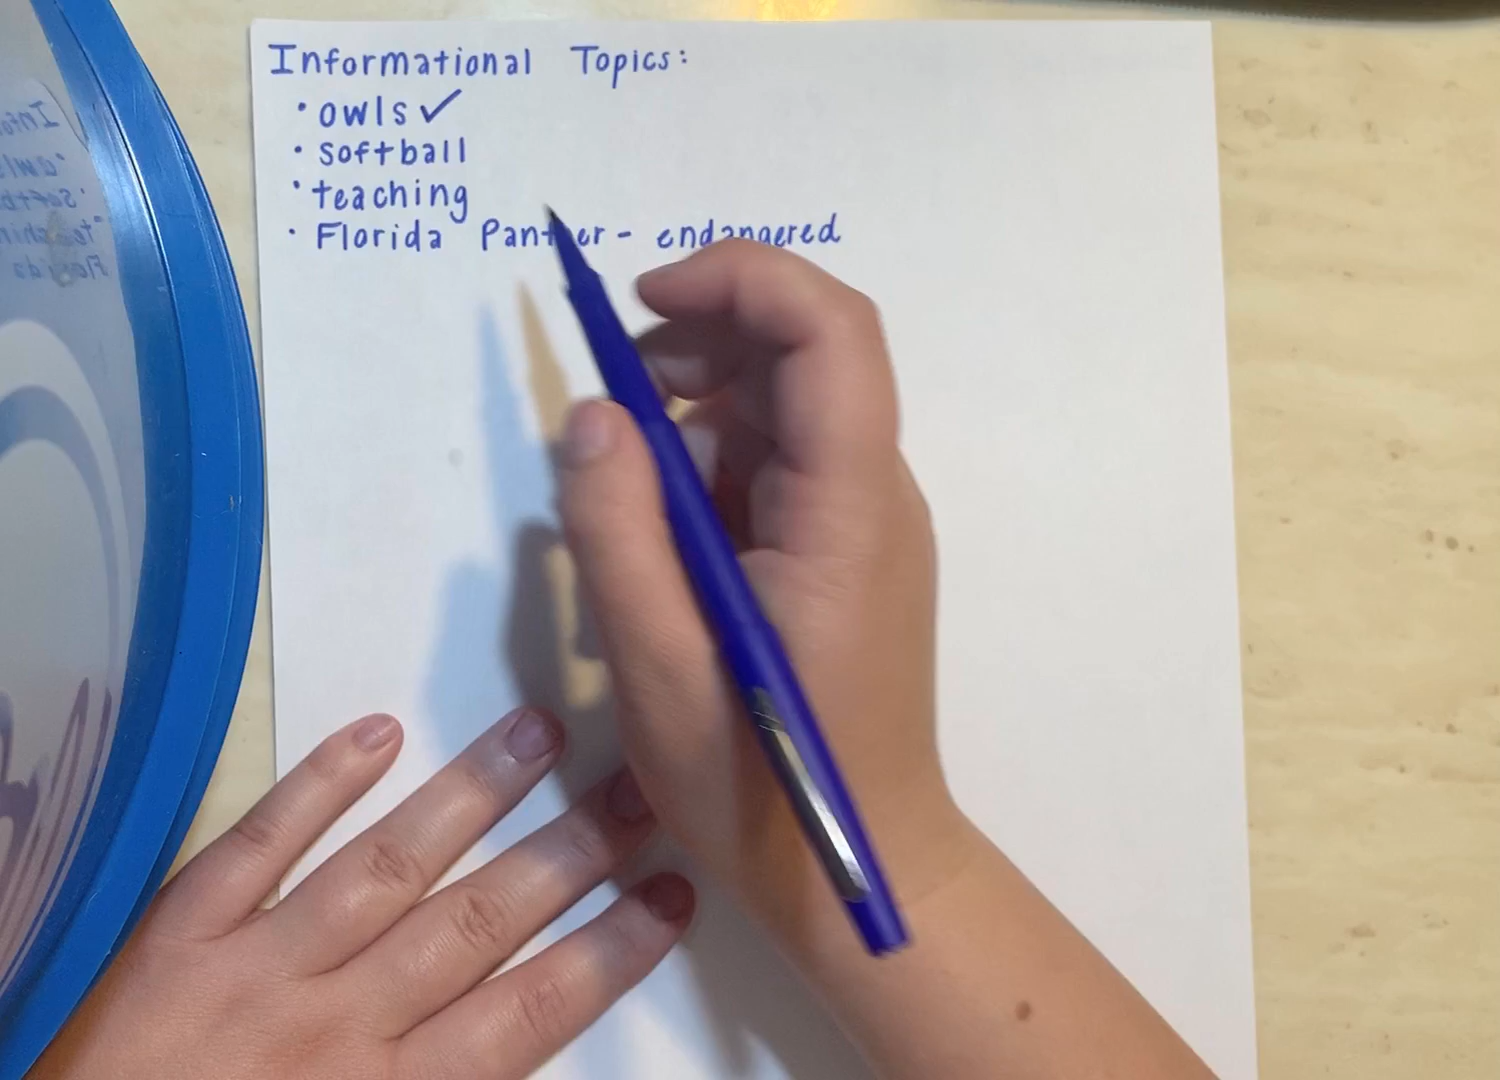 Informational Topics:
• owls ✓
• softball
• teaching
• Florida Panther - endangered